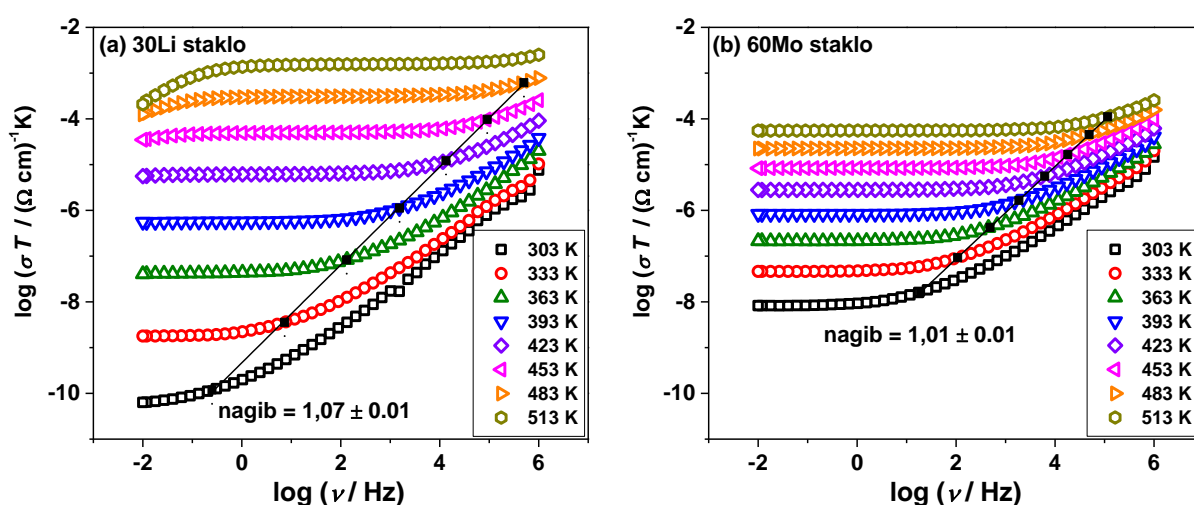 (a) 30Li staklo
log (σ T / (Ω cm)⁻¹K)
-2
-4
-6
-8
-10
nagib = 1,07 ± 0.01
303 K
333 K
363 K
393 K
423 K
453 K
483 K
513 K
-2 0 2 4 6
log (ν / Hz)
(b) 60Mo staklo
log (σ T / (Ω cm)⁻¹K)
-2
-4
-6
-8
-10
nagib = 1,01 ± 0.01
303 K
333 K
363 K
393 K
423 K
453 K
483 K
513 K
-2 0 2 4 6
log (ν / Hz)